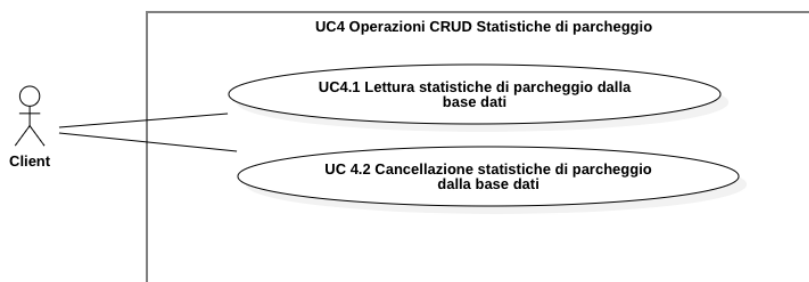 UC4 Operazioni CRUD Statistiche di parcheggio
UC4.1 Lettura statistiche di parcheggio dalla
base dati
Client
UC 4.2 Cancellazione statistiche di parcheggio
dalla base dati